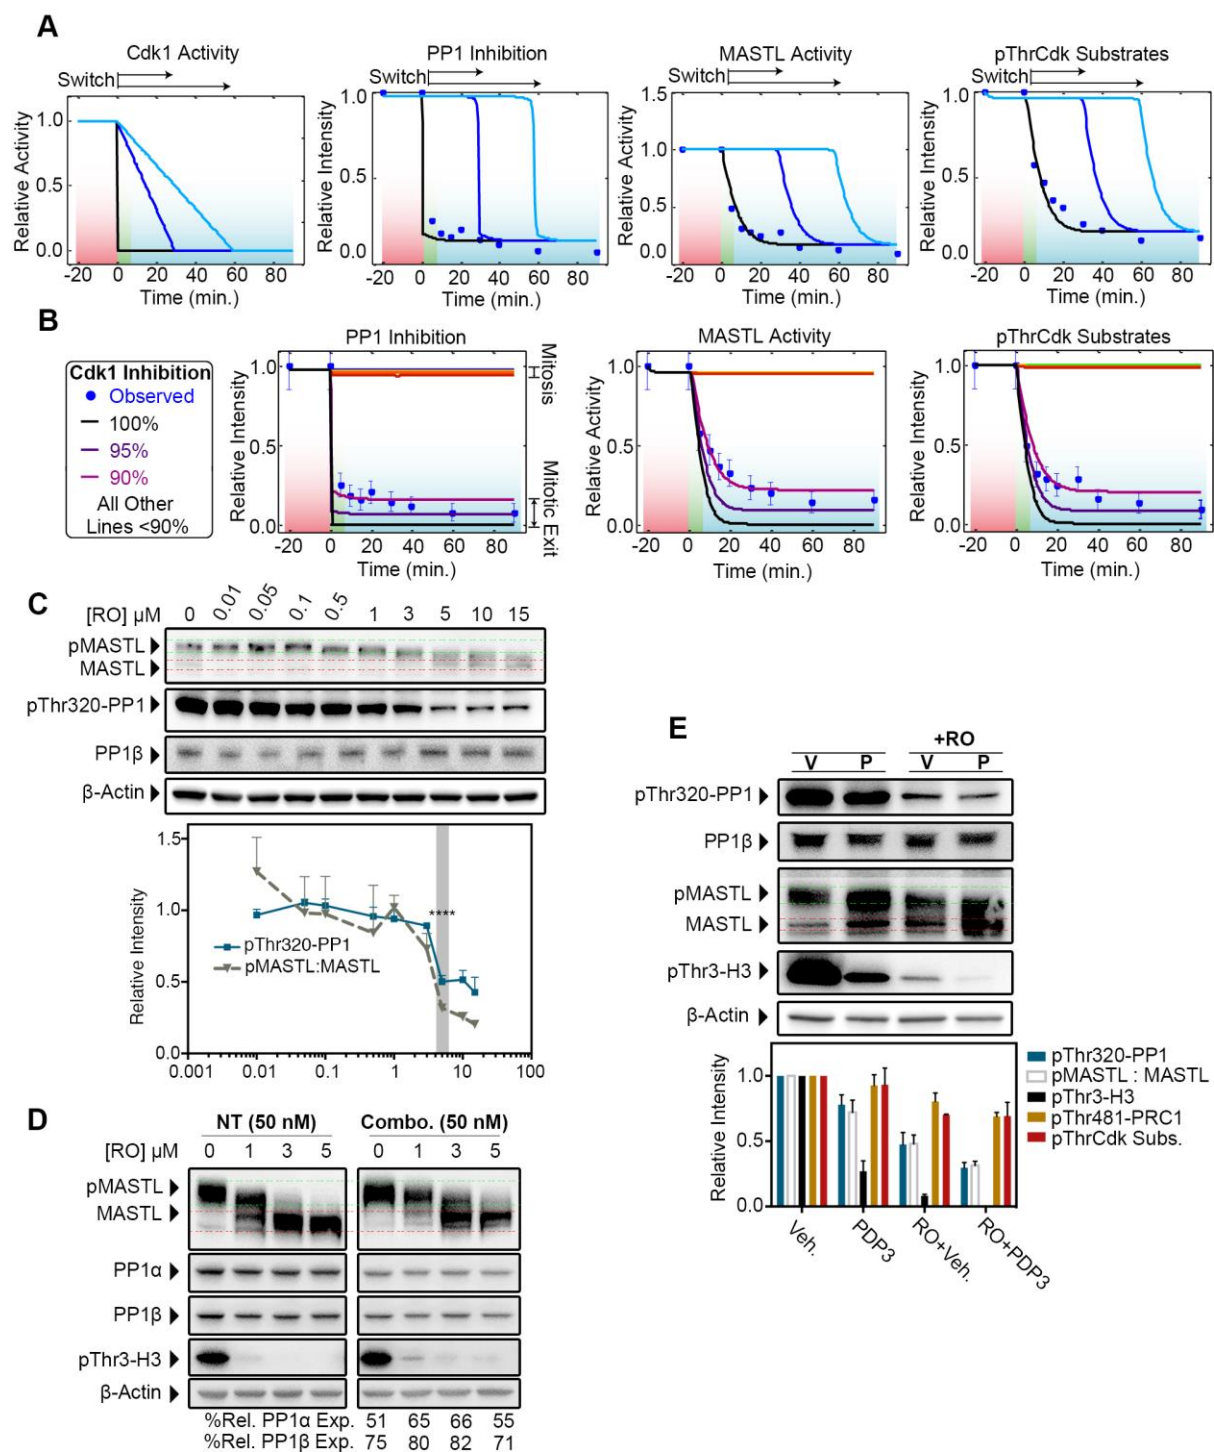 A
Cdk1 Activity
PP1 Inhibition
MASTL Activity
pThrCdk Substrates
Switch
Switch
Switch
Switch
Relative Activity
1.0
0.5
0.0
-20 0 20 40 60 80
Time (min.)
Relative Intensity
1.0
0.5
0.0
-20 0 20 40 60 80
Time (min.)
Relative Activity
1.5
1.0
0.5
0.0
-20 0 20 40 60 80
Time (min.)
Relative Intensity
1.0
0.5
0.0
-20 0 20 40 60 80
Time (min.)
B
Cdk1 Inhibition
Observed
100%
95%
90%
All Other
Lines <90%
PP1 Inhibition
Relative Intensity
1.0
0.5
0.0
-20 0 20 40 60 80
Time (min.)
Mitosis
Mitotic Exit
MASTL Activity
Relative Activity
1.0
0.5
0.0
-20 0 20 40 60 80
Time (min.)
pThrCdk Substrates
Relative Intensity
1.0
0.5
0.0
-20 0 20 40 60 80
Time (min.)
C
[RO] μM 0 0.01 0.05 0.1 0.5 1 3 5 10 15
pMASTL
MASTL
pThr320-PP1
PP1β
β-Actin
Relative Intensity
1.5
1.0
0.5
0.0
****
pThr320-PP1
pMASTL:MASTL
0.001 0.01 0.1 1 10 100
D
NT (50 nM) Combo. (50 nM)
[RO] μM 0 1 3 5 0 1 3 5
pMASTL
MASTL
PP1α
PP1β
pThr3-H3
β-Actin
%Rel. PP1α Exp. 51 65 66 55
%Rel. PP1β Exp. 75 80 82 71
E
+RO
V P V P
pThr320-PP1
PP1β
pMASTL
MASTL
pThr3-H3
β-Actin
Relative Intensity
1.0
0.5
0.0
Veh.
PDP3
RO+Veh.
RO+PDP3
pThr320-PP1
pMASTL : MASTL
pThr3-H3
pThr481-PRC1
pThrCdk Subs.